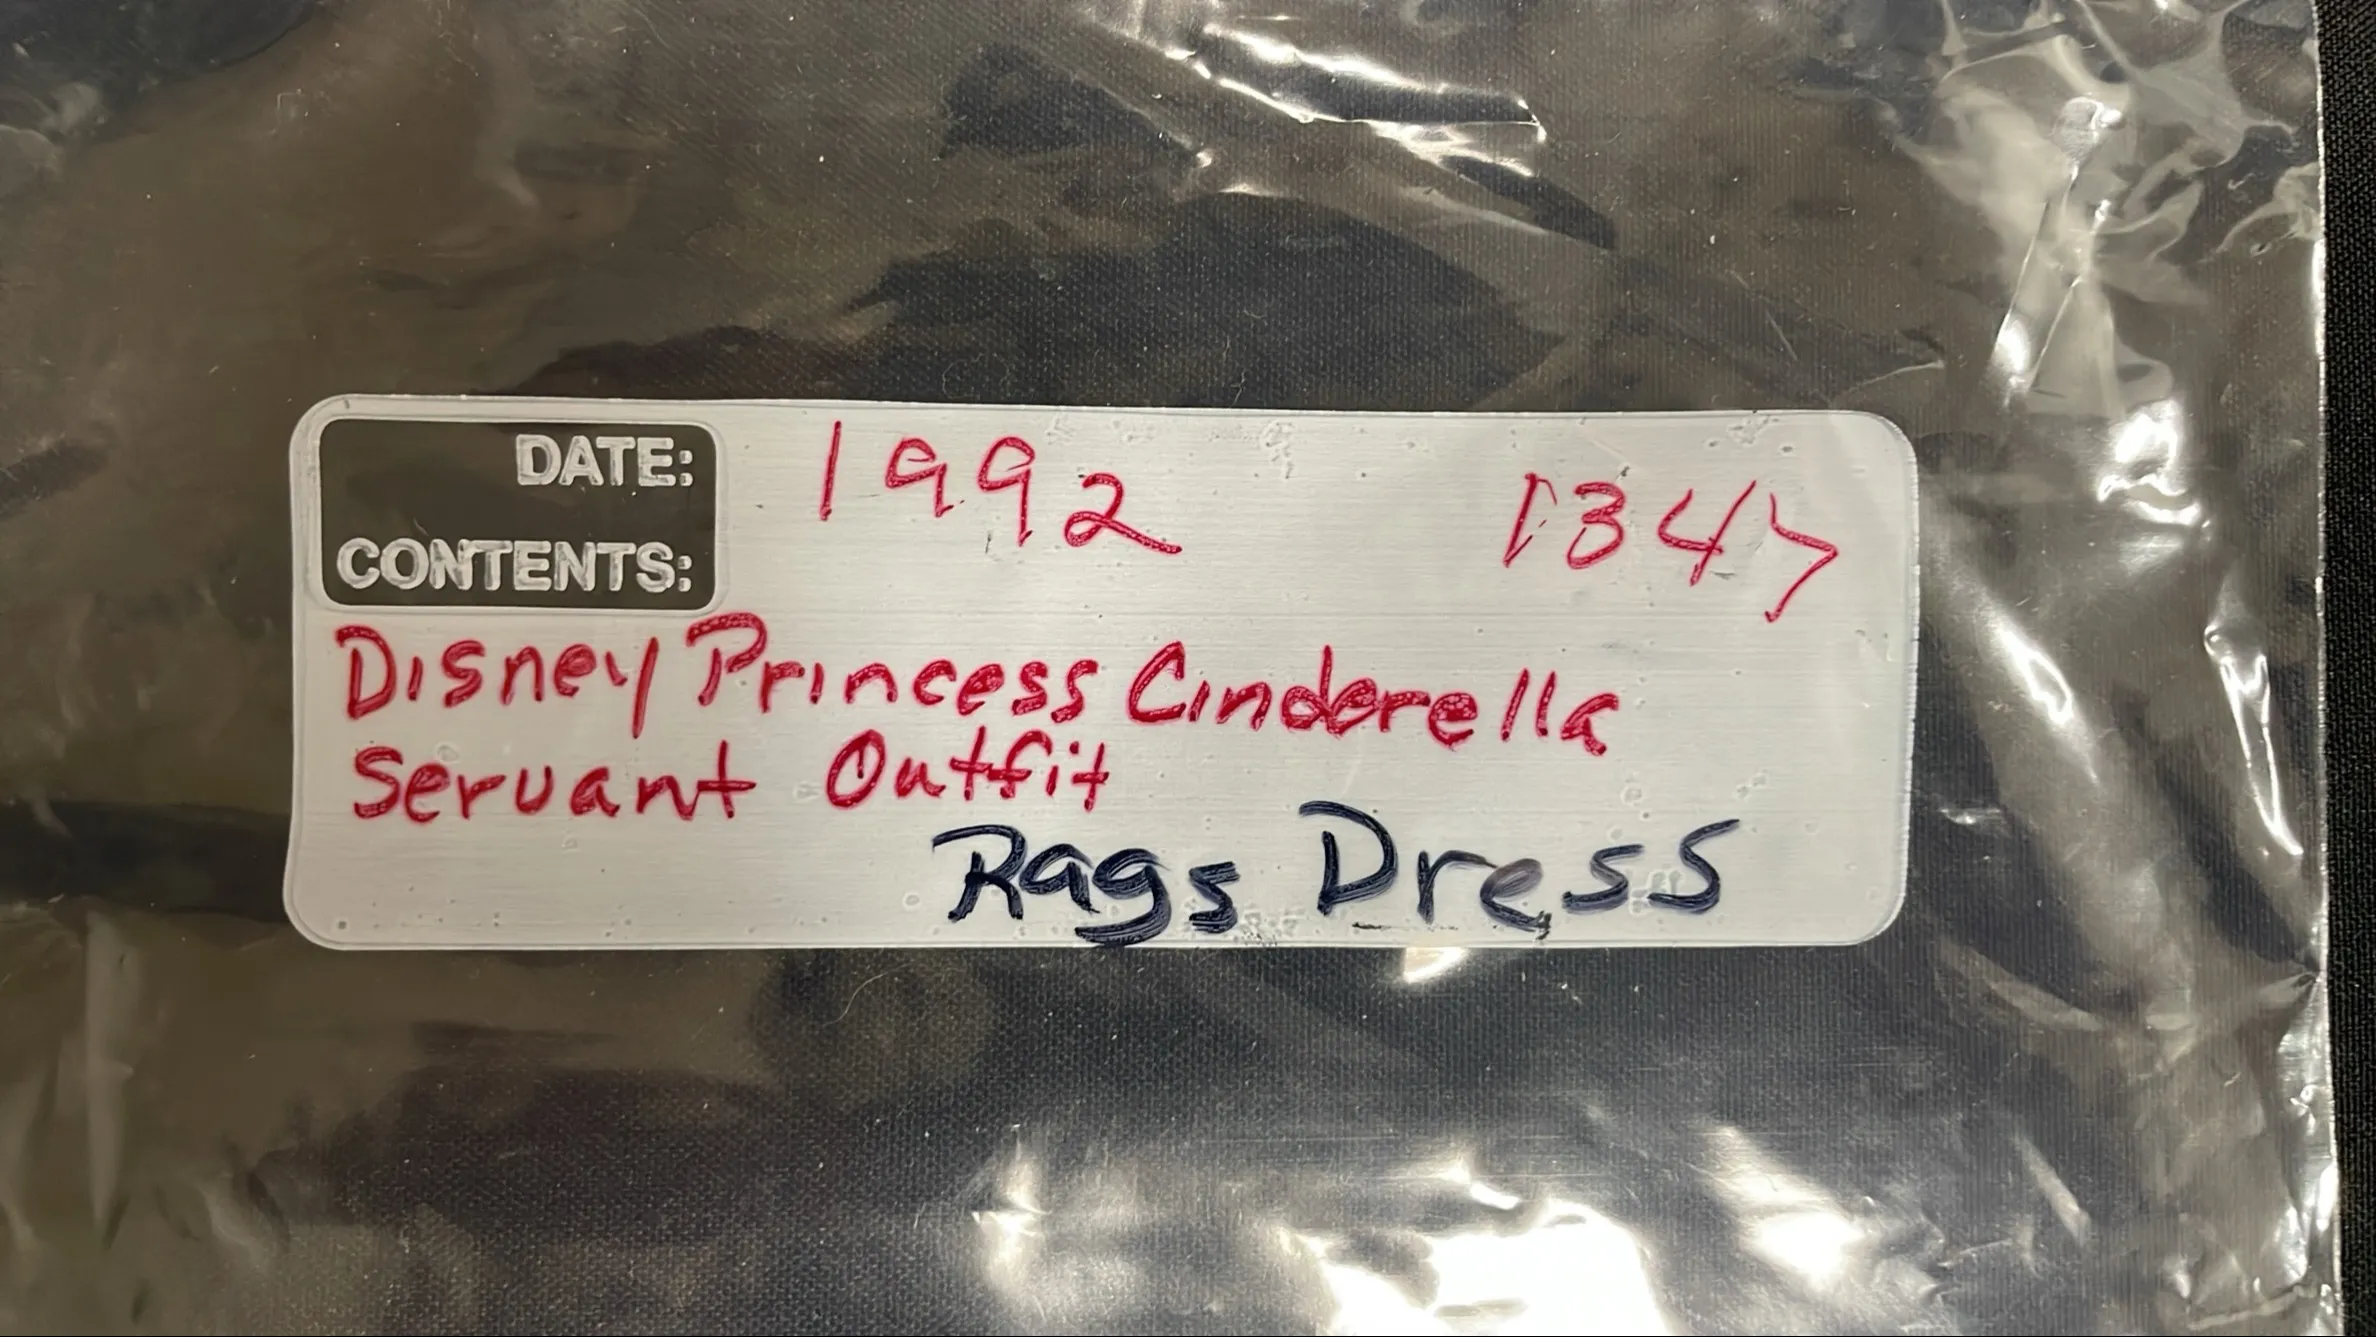 DATE: 1992 1347
CONTENTS:
Disney Princess Cinderella
Servant Outfit
Rags Dress